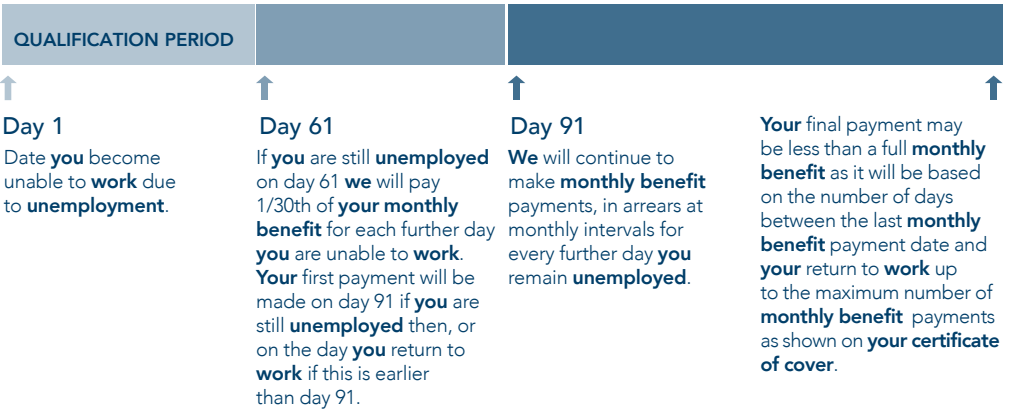 QUALIFICATION PERIOD
Day 1
Date you become
unable to work due
to unemployment.
Day 61
If you are still unemployed
on day 61 we will pay
1/30th of your monthly
benefit for each further day
you are unable to work.
Your first payment will be
made on day 91 if you are
still unemployed then, or
on the day you return to
work if this is earlier
than day 91.
Day 91
We will continue to
make monthly benefit
payments, in arrears at
monthly intervals for
every further day you
remain unemployed.
Your final payment may
be less than a full monthly
benefit as it will be based
on the number of days
between the last monthly
benefit payment date and
your return to work up
to the maximum number of
monthly benefit payments
as shown on your certificate
of cover.